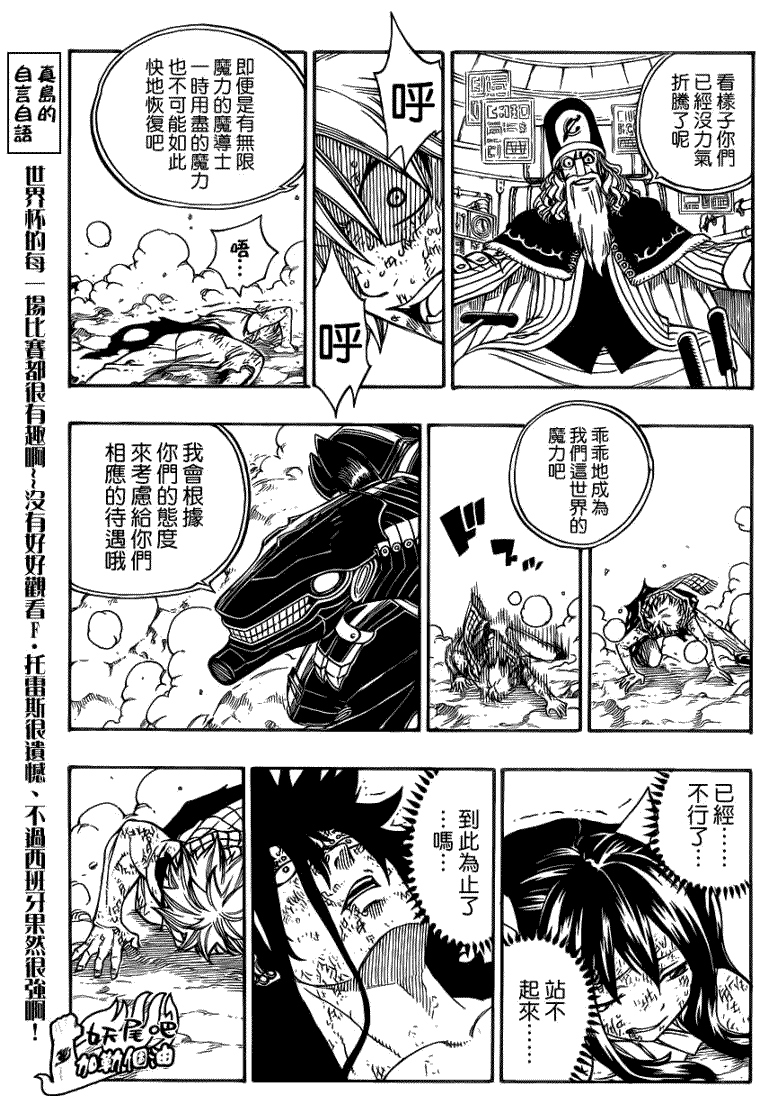 看樣子你們
已經沒力氣
折騰了呢
呼
呼
即便是有無限
魔力的魔導士
一時用盡的魔力
也不可能如此
快地恢復吧
唔…
乖乖地成為
我們這世界的
魔力吧
ドッ
我會根據
你們的態度
來考慮給你們
相應的待遇哦
已經……
不行了…
站不
起來……
到此為止了
……嗎……
真島的
自言自語
世界杯的每一場比賽都很有趣啊~~沒有好好觀看F・托雷斯很遺憾、不過西班牙果然很強啊！
妖尾吧
加勒個油